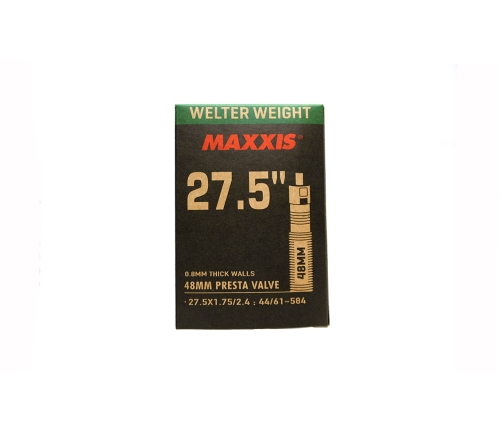 WELTER WEIGHT
MAXXIS
27.5"
48MM
0.8MM THICK WALLS
48MM PRESTA VALVE
· 27.5X1.75/2.4 : 44/61-584